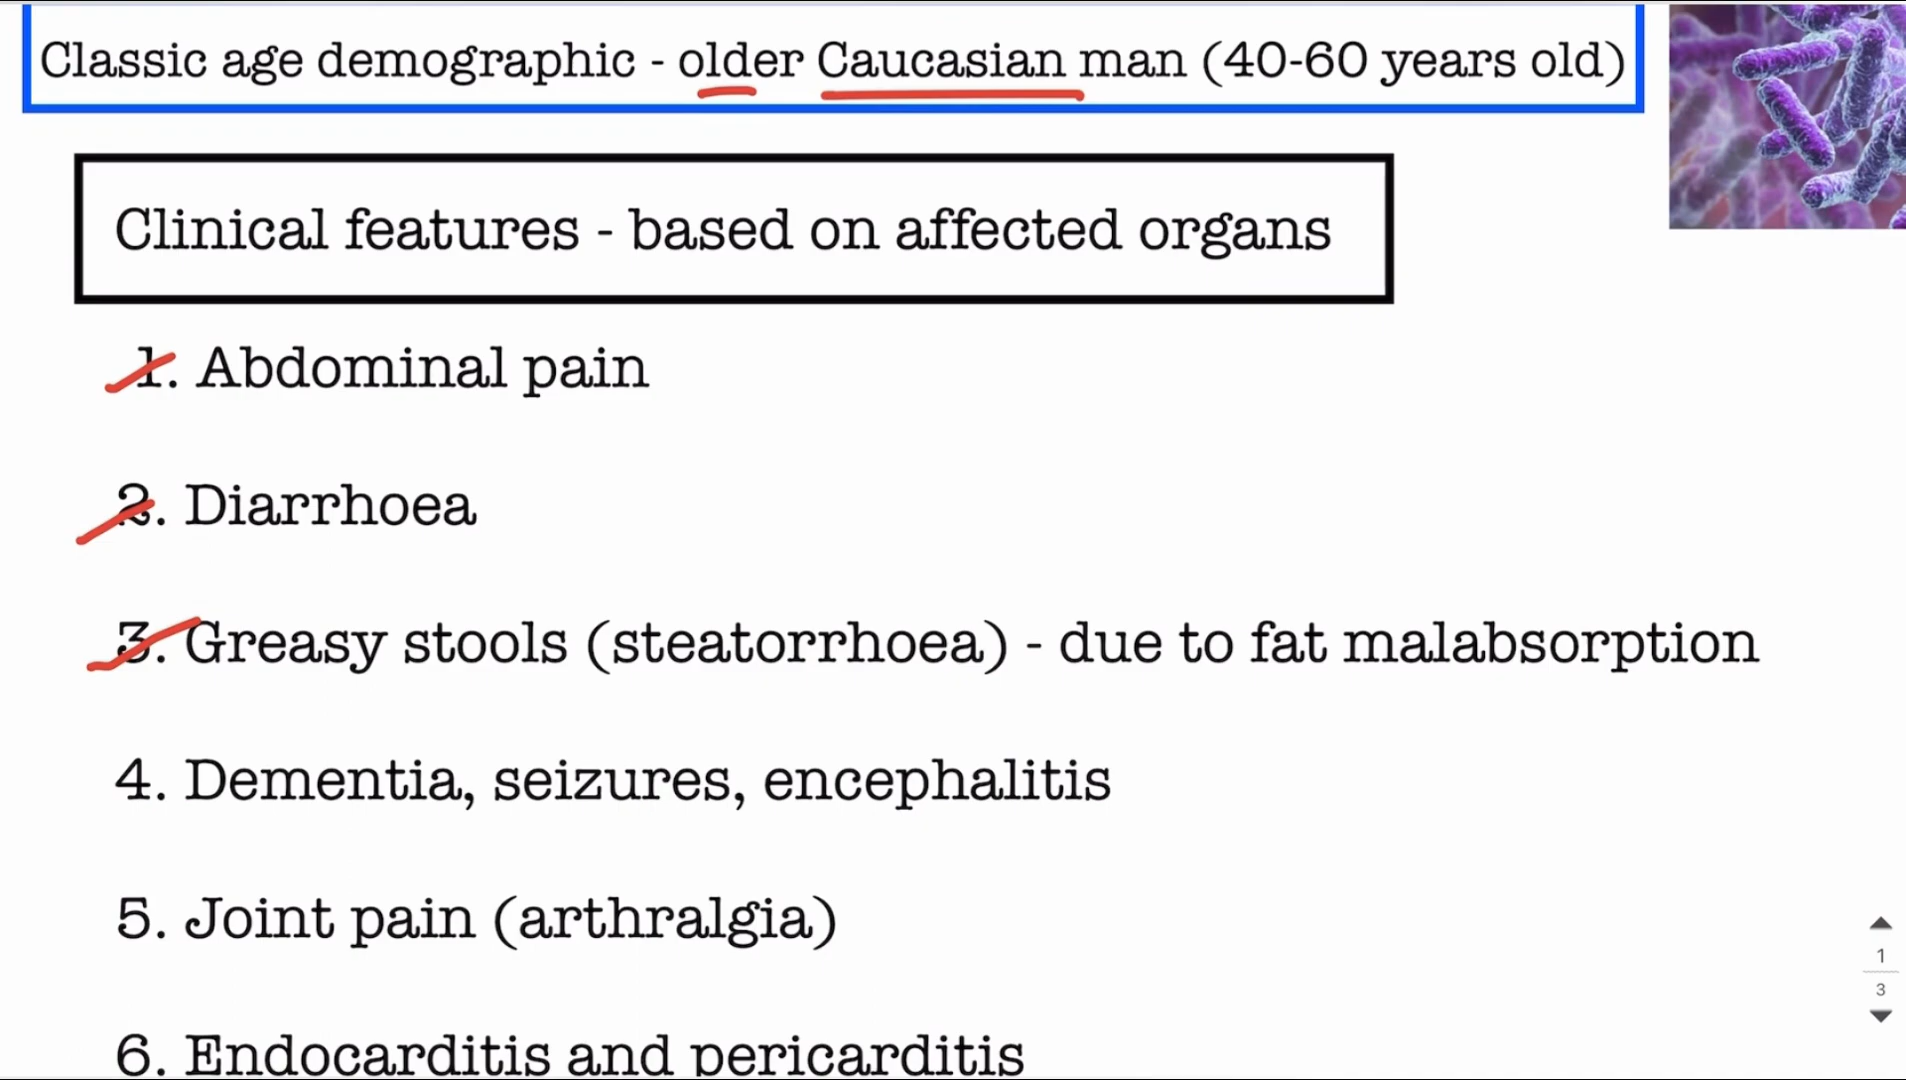 Classic age demographic - older Caucasian man (40-60 years old)
Clinical features - based on affected organs
1. Abdominal pain
2. Diarrhoea
3. Greasy stools (steatorrhoea) - due to fat malabsorption
4. Dementia, seizures, encephalitis
5. Joint pain (arthralgia)
6. Endocarditis and pericarditis
1
3